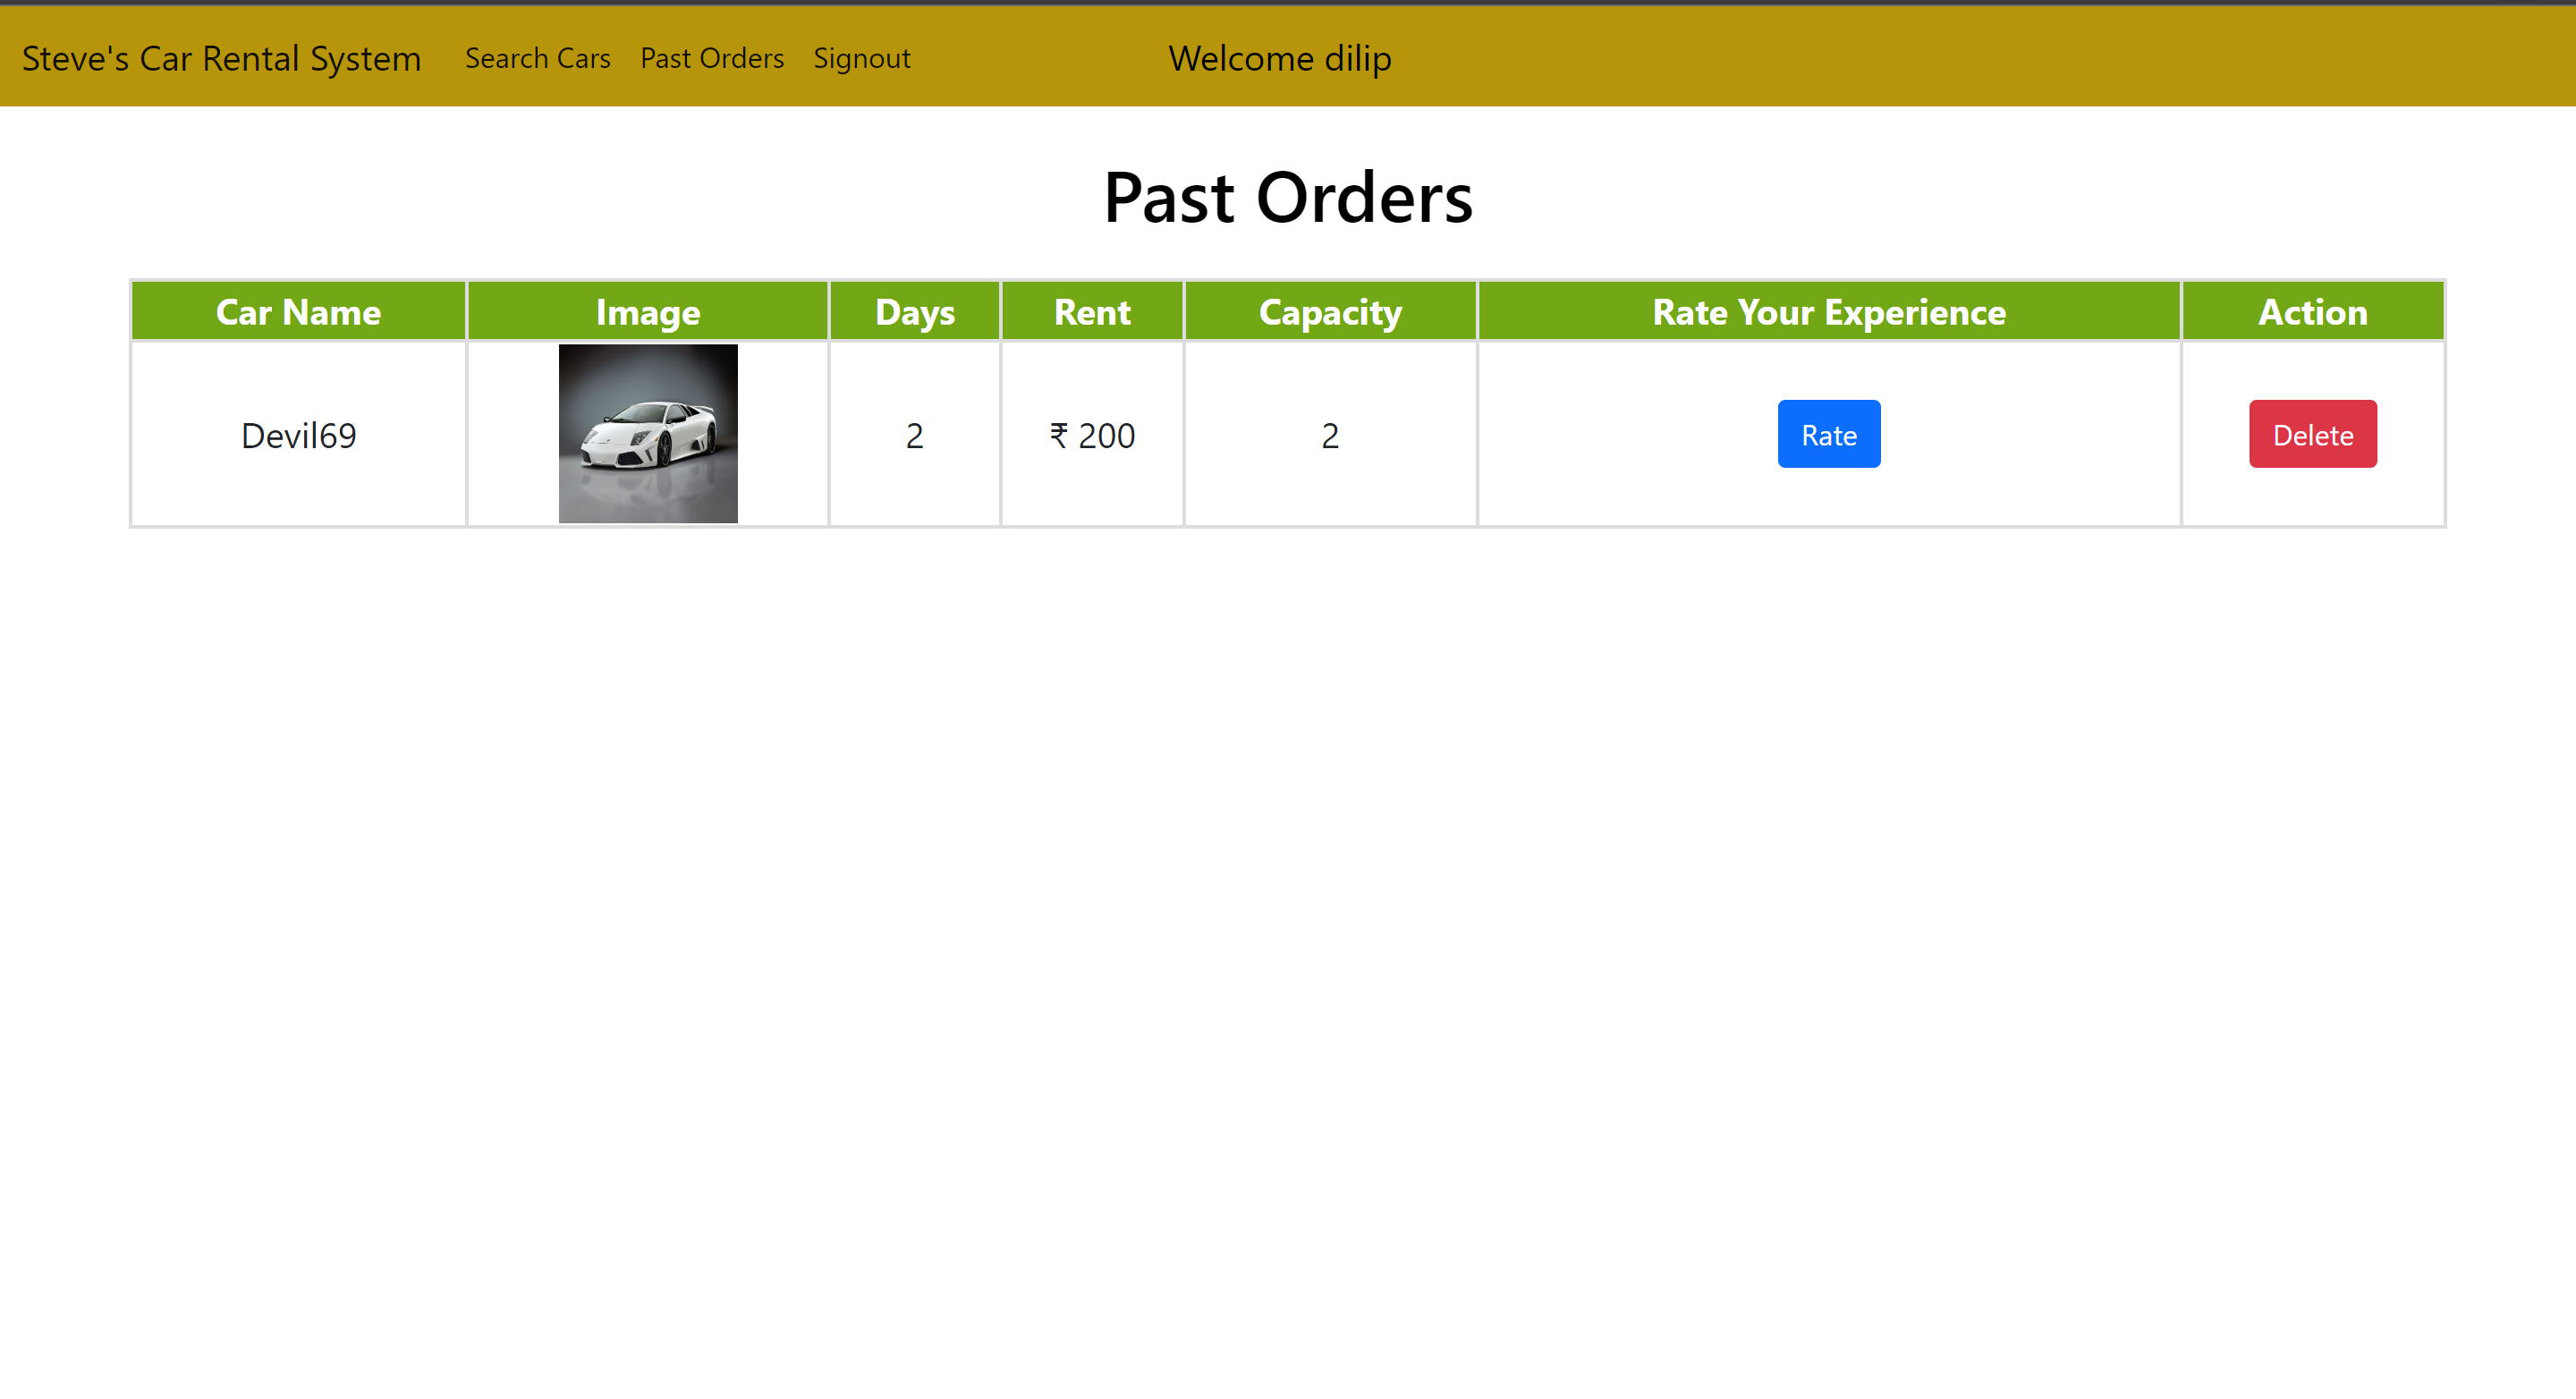 Steve's Car Rental System Search Cars Past Orders Signout Welcome dilip
Past Orders
Car Name Image Days Rent Capacity Rate Your Experience Action
Devil69 2 ₹ 200 2 Rate Delete